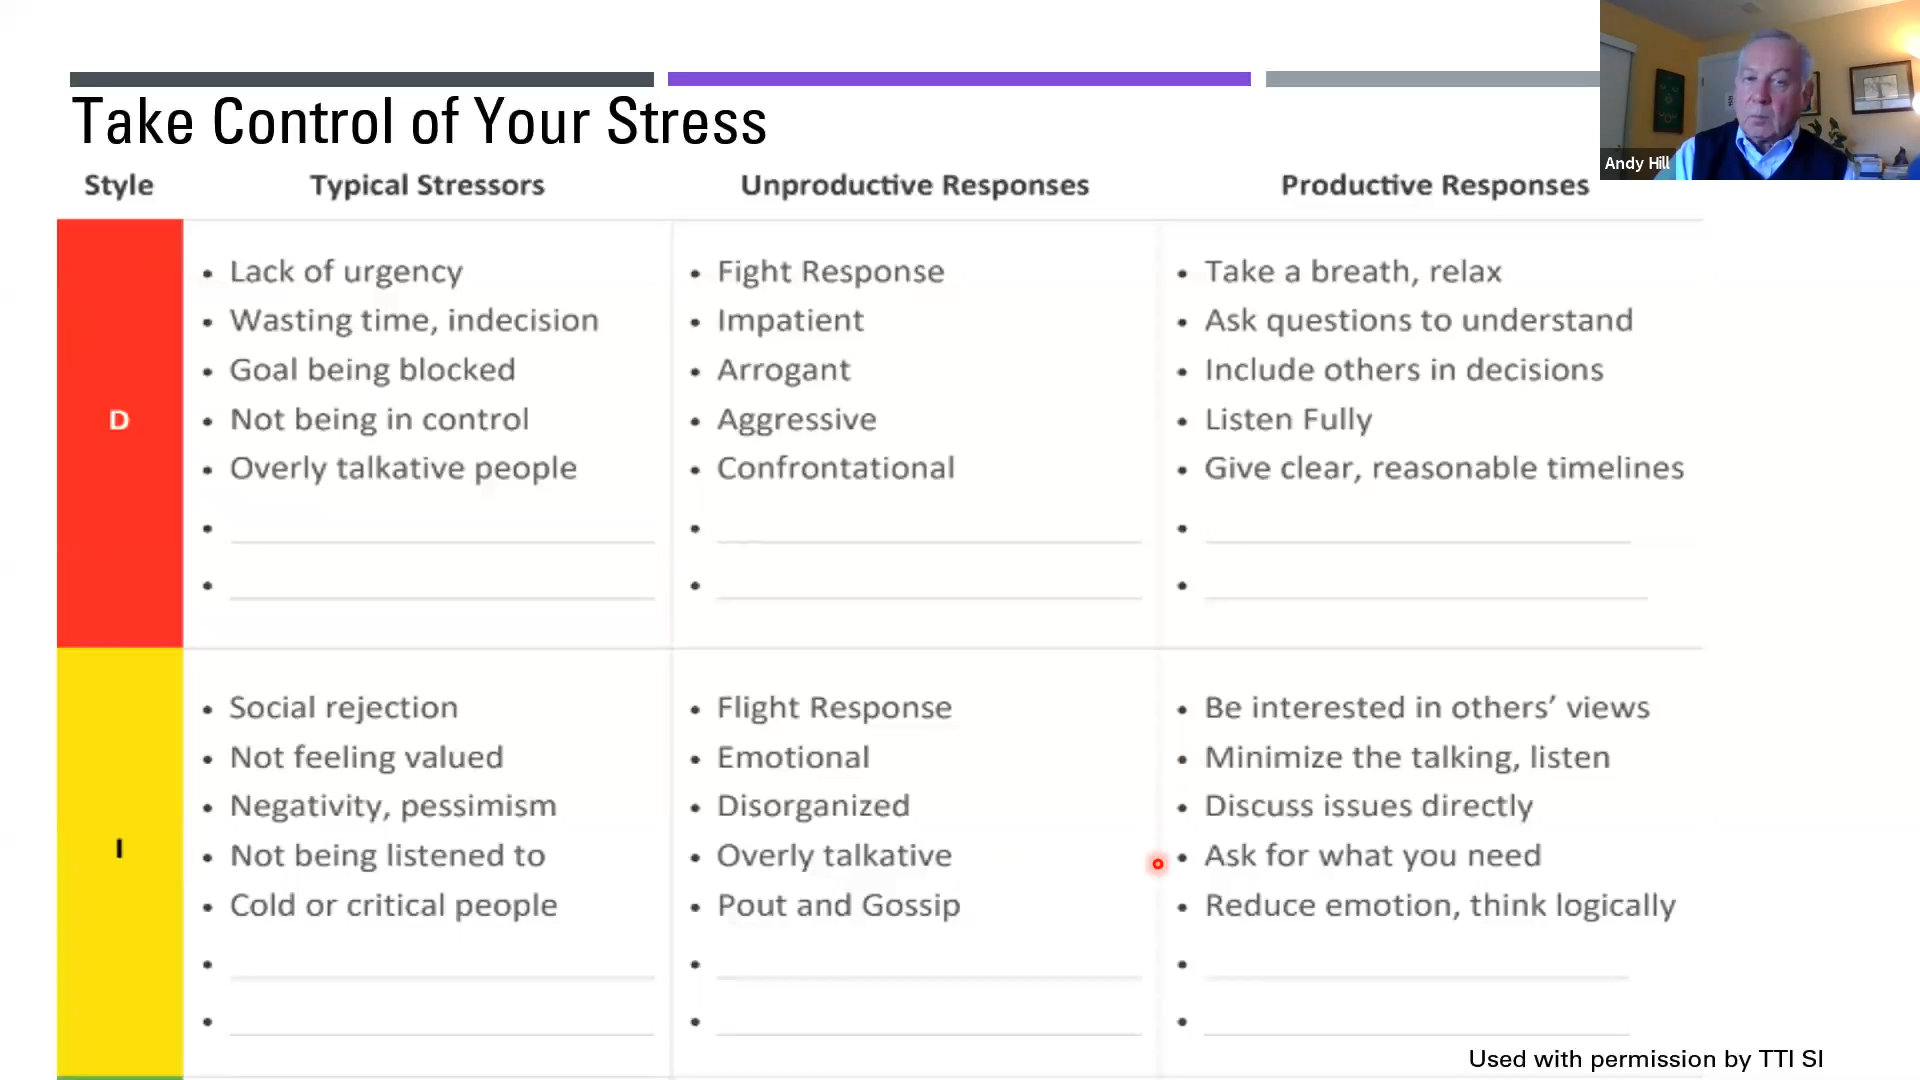 Take Control of Your Stress
Andy Hill
Style
Typical Stressors
Unproductive Responses
Productive Responses
D
• Lack of urgency
• Wasting time, indecision
• Goal being blocked
• Not being in control
• Overly talkative people
• Fight Response
• Impatient
• Arrogant
• Aggressive
• Confrontational
• Take a breath, relax
• Ask questions to understand
• Include others in decisions
• Listen Fully
• Give clear, reasonable timelines
I
• Social rejection
• Not feeling valued
• Negativity, pessimism
• Not being listened to
• Cold or critical people
• Flight Response
• Emotional
• Disorganized
• Overly talkative
• Pout and Gossip
• Be interested in others’ views
• Minimize the talking, listen
• Discuss issues directly
• Ask for what you need
• Reduce emotion, think logically
Used with permission by TTI SI